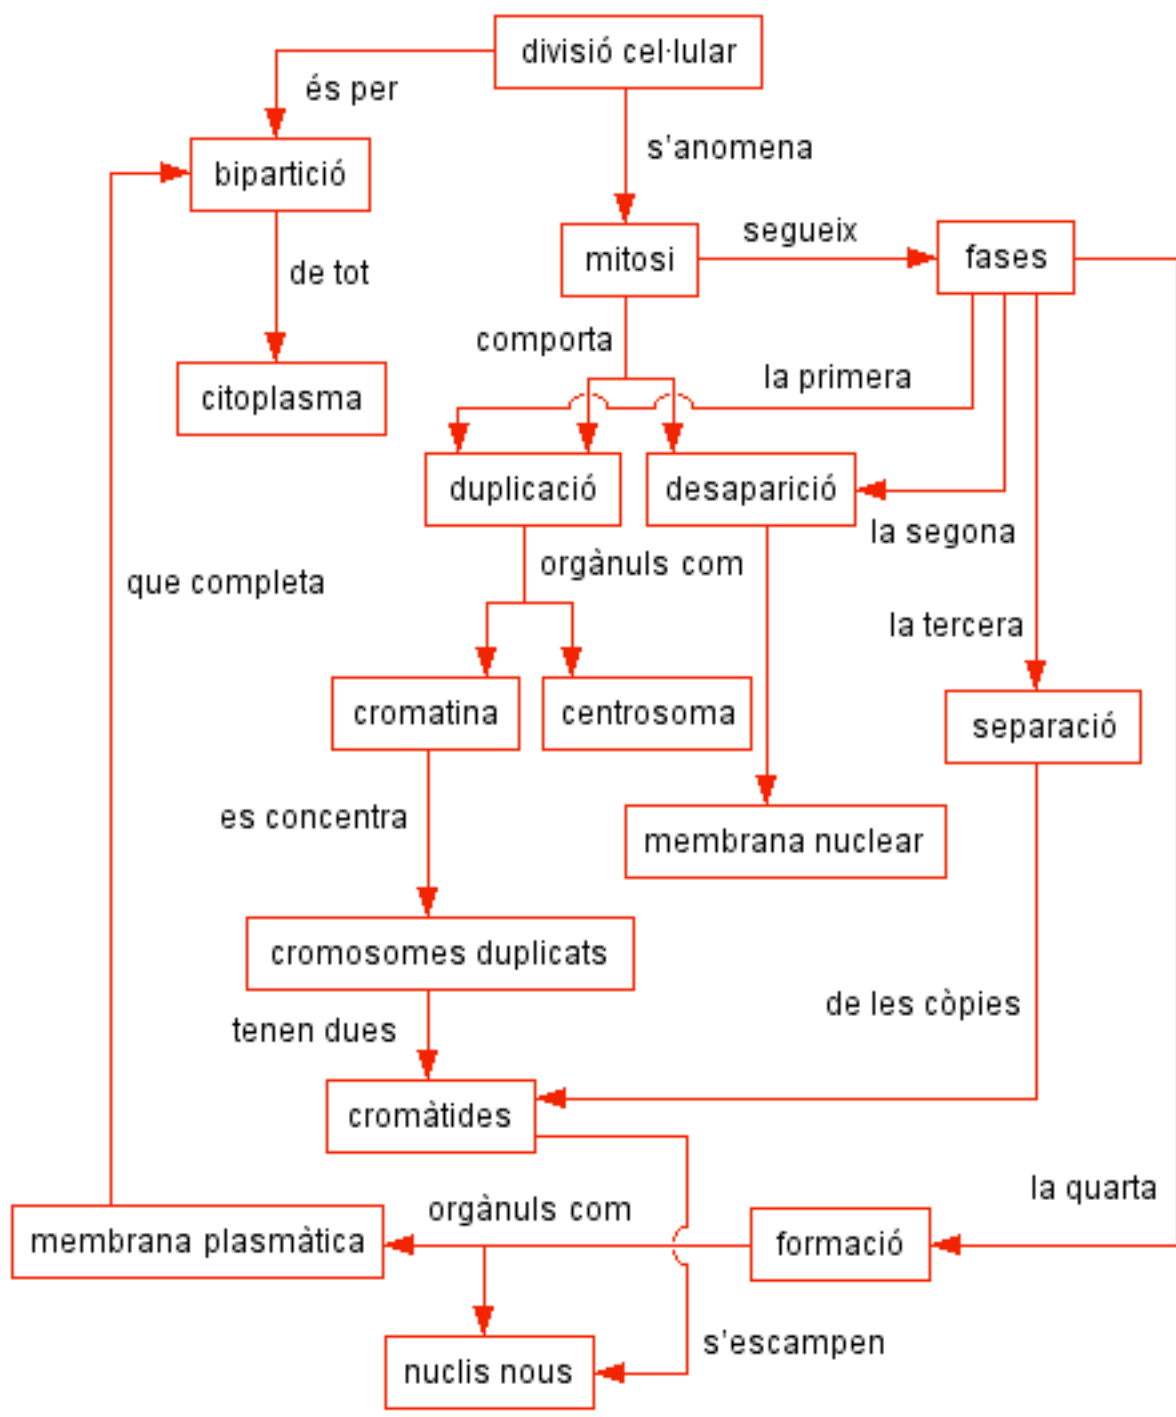 divisió cel·lular
és per
s'anomena
bipartició
segueix
fases
mitosi
de tot
comporta
la primera
citoplasma
duplicació
desaparició
la segona
orgànuls com
que completa
la tercera
cromatina
centrosoma
separació
es concentra
membrana nuclear
cromosomes duplicats
de les còpies
tenen dues
cromàtides
la quarta
orgànuls com
membrana plasmàtica
formació
s'escampen
nuclis nous